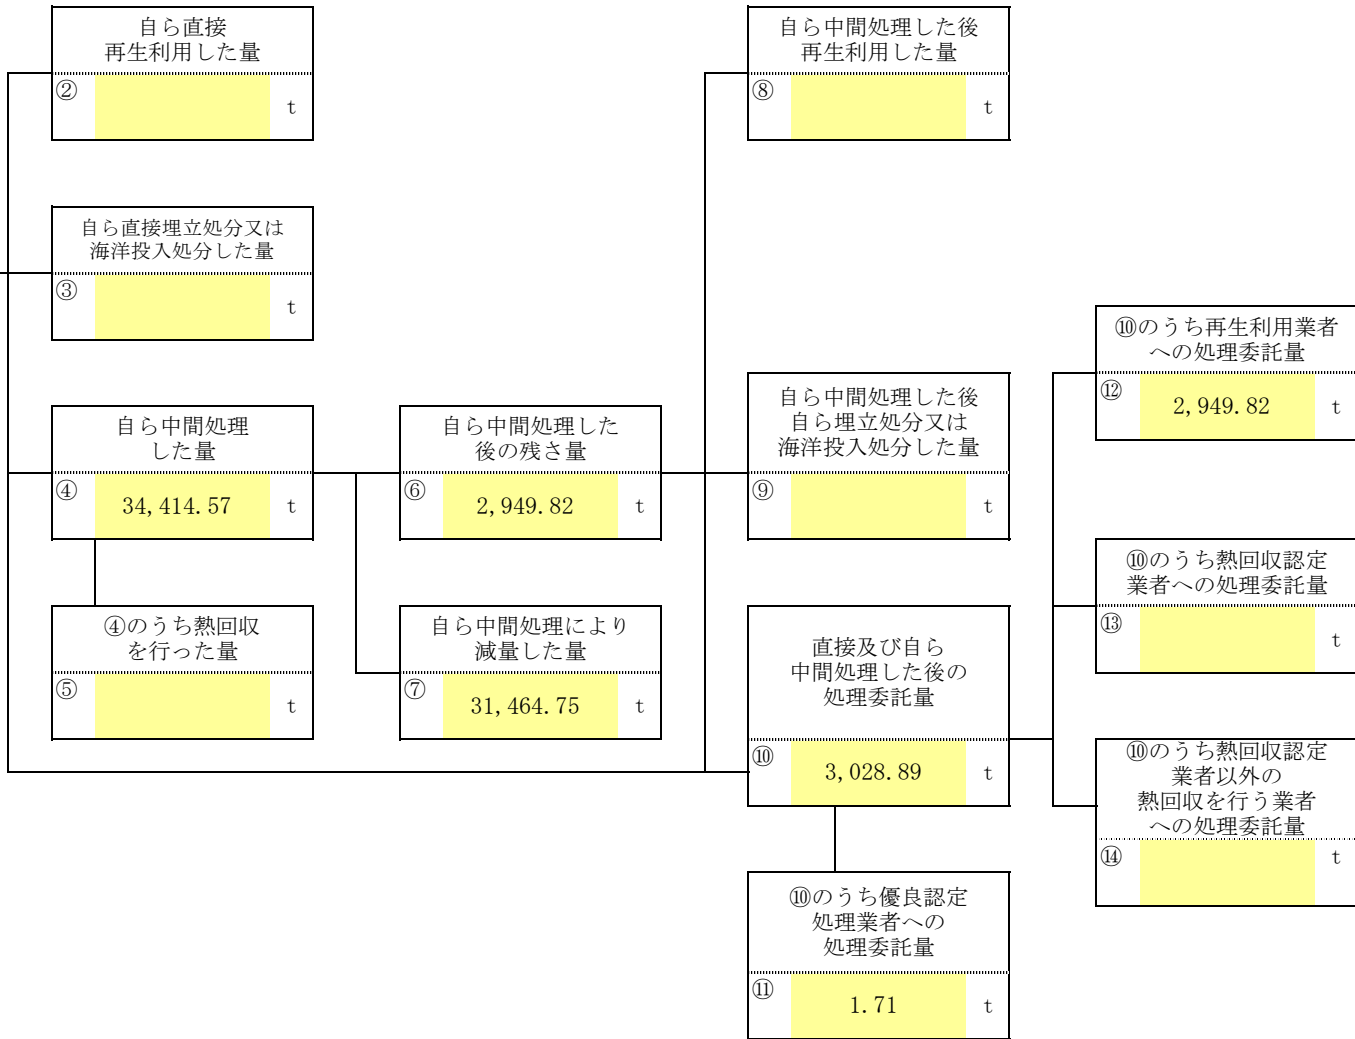 自ら直接
再生利用した量
②
t
自ら中間処理した後
再生利用した量
⑧
t
自ら直接埋立処分又は
海洋投入処分した量
③
t
⑩のうち再生利用業者
への処理委託量
⑫ 2,949.82 t
自ら中間処理
した量
④ 34,414.57 t
自ら中間処理した
後の残さ量
⑥ 2,949.82 t
自ら中間処理した後
自ら埋立処分又は
海洋投入処分した量
⑨
t
⑩のうち熱回収認定
業者への処理委託量
⑬
t
④のうち熱回収
を行った量
⑤
t
自ら中間処理により
減量した量
⑦ 31,464.75 t
直接及び自ら
中間処理した後の
処理委託量
⑩ 3,028.89 t
⑩のうち熱回収認定
業者以外の
熱回収を行う業者
への処理委託量
⑭
t
⑩のうち優良認定
処理業者への
処理委託量
⑪ 1.71 t